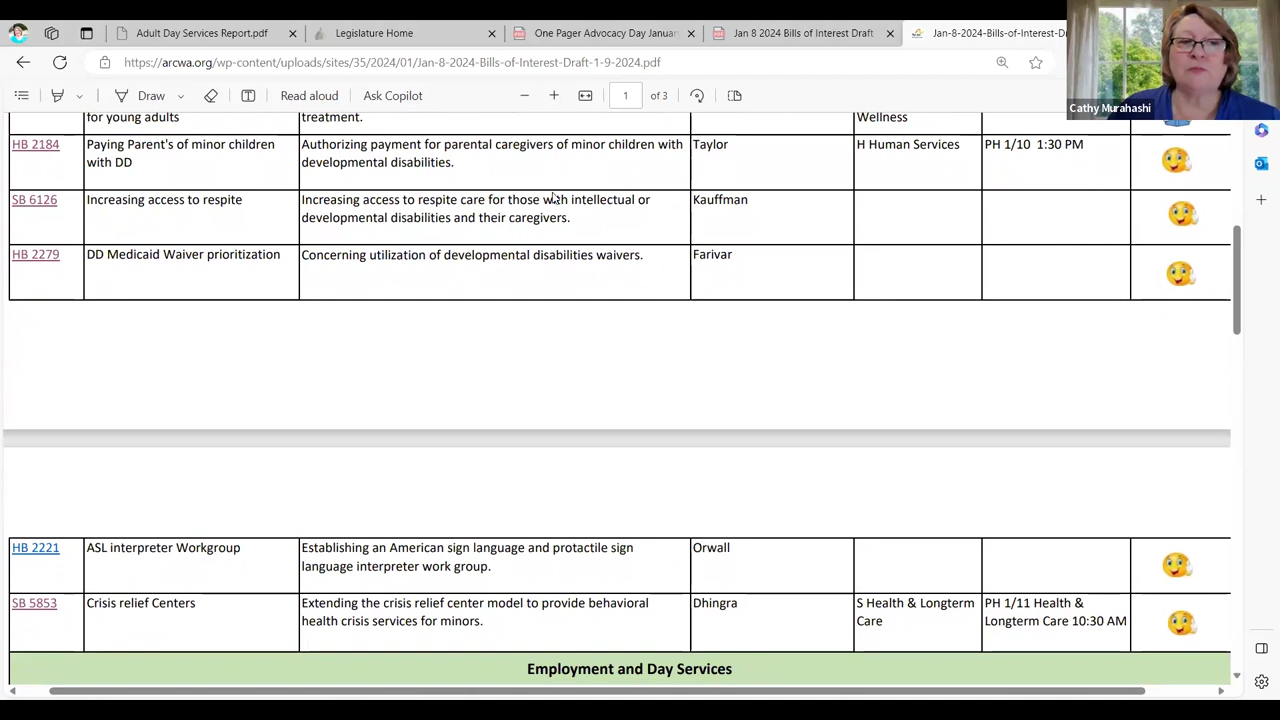 Adult Day Services Report.pdf
Legislature Home
One Pager Advocacy Day Januar
Jan 8 2024 Bills of Interest Draft
Jan-8-2024-Bills-of-Interest-D
https://arcwa.org/wp-content/uploads/sites/35/2024/01/Jan-8-2024-Bills-of-Interest-Draft-1-9-2024.pdf
Draw
Read aloud
Ask Copilot
1
of 3
Cathy Murahashi
for young adults
treatment.
Wellness
HB 2184
Paying Parent's of minor children
with DD
Authorizing payment for parental caregivers of minor children with
developmental disabilities.
Taylor
H Human Services
PH 1/10 1:30 PM
SB 6126
Increasing access to respite
Increasing access to respite care for those with intellectual or
developmental disabilities and their caregivers.
Kauffman
HB 2279
DD Medicaid Waiver prioritization
Concerning utilization of developmental disabilities waivers.
Farivar
HB 2221
ASL interpreter Workgroup
Establishing an American sign language and protactile sign
language interpreter work group.
Orwall
SB 5853
Crisis relief Centers
Extending the crisis relief center model to provide behavioral
health crisis services for minors.
Dhingra
S Health & Longterm
Care
PH 1/11 Health &
Longterm Care 10:30 AM
Employment and Day Services